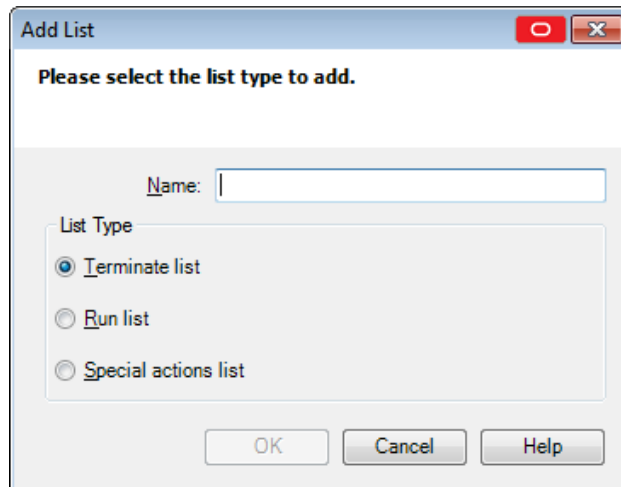 Add List
Please select the list type to add.
Name:
List Type
Terminate list
Run list
Special actions list
OK Cancel Help